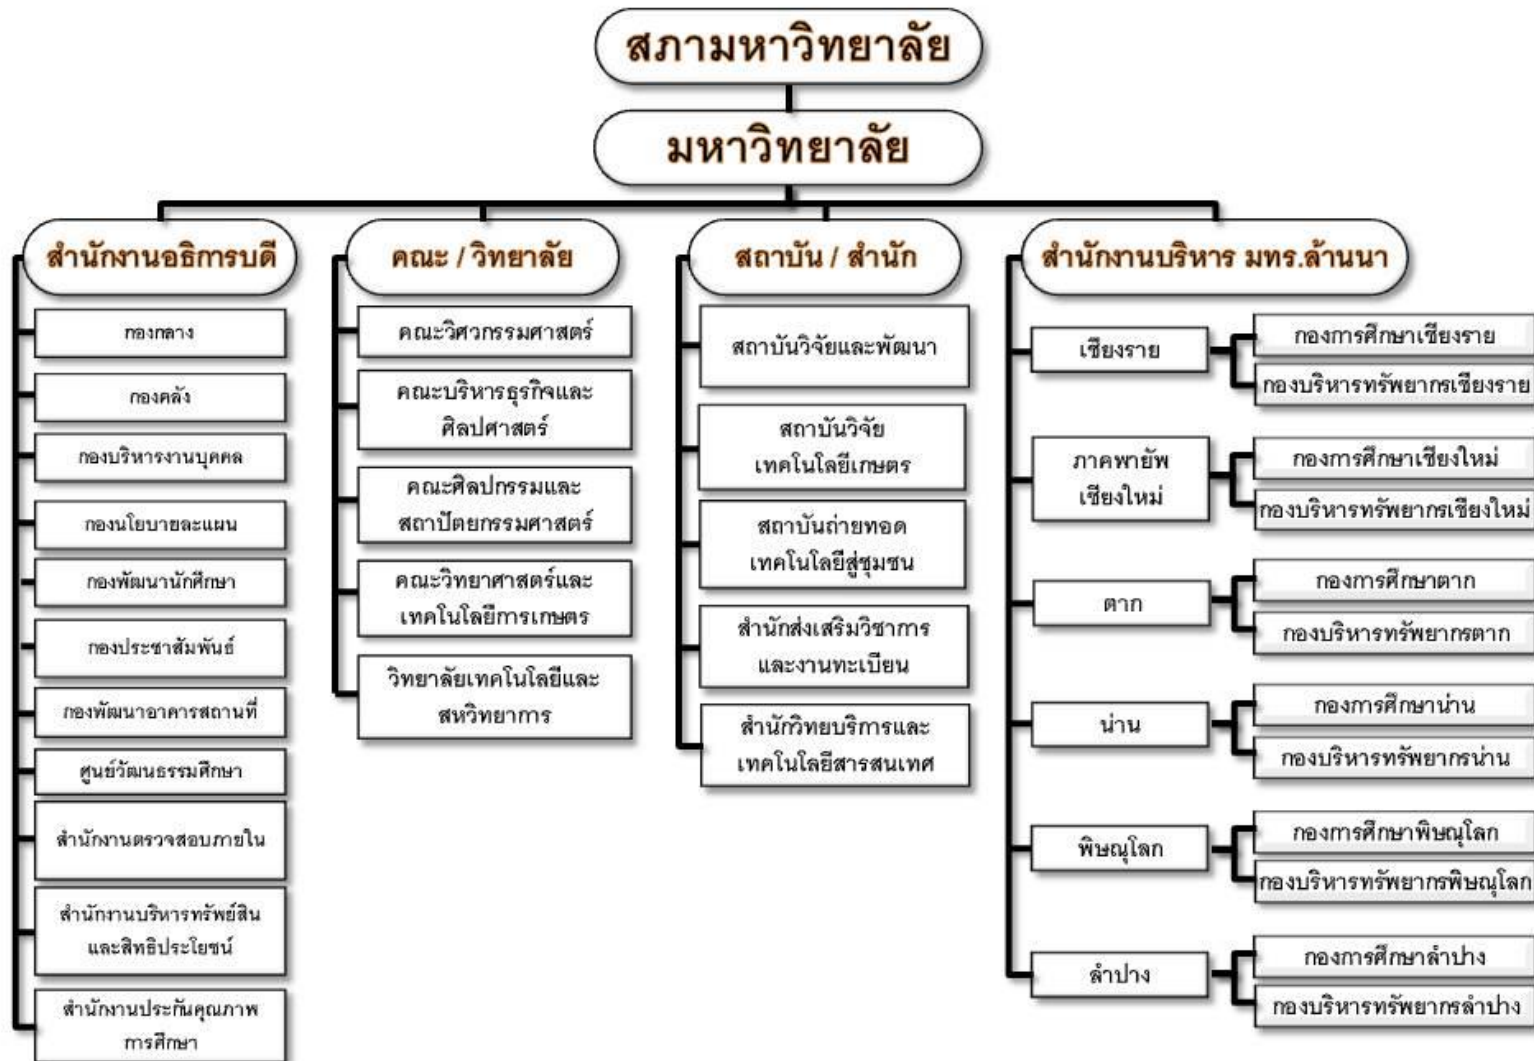 สภามหาวิทยาลัย
มหาวิทยาลัย
สำนักงานอธิการบดี
กองกลาง
กองคลัง
กองบริหารงานบุคคล
กองนโยบายละแผน
กองพัฒนานักศึกษา
กองประชาสัมพันธ์
กองพัฒนาอาคารสถานที่
ศูนย์วัฒนธรรมศึกษา
สำนักงานตรวจสอบภายใน
สำนักงานบริหารทรัพย์สิน
และสิทธิประโยชน์
สำนักงานประกันคุณภาพ
การศึกษา
คณะ / วิทยาลัย
คณะวิศวกรรมศาสตร์
คณะบริหารธุรกิจและ
ศิลปศาสตร์
คณะศิลปกรรมและ
สถาปัตยกรรมศาสตร์
คณะวิทยาศาสตร์และ
เทคโนโลยีการเกษตร
วิทยาลัยเทคโนโลยีและ
สหวิทยาการ
สถาบัน / สำนัก
สถาบันวิจัยและพัฒนา
สถาบันวิจัย
เทคโนโลยีเกษตร
สถาบันถ่ายทอด
เทคโนโลยีสู่ชุมชน
สำนักส่งเสริมวิชาการ
และงานทะเบียน
สำนักวิทยบริการและ
เทคโนโลยีสารสนเทศ
สำนักงานบริหาร มทร.ล้านนา
เชียงราย
กองการศึกษาเชียงราย
กองบริหารทรัพยากรเชียงราย
ภาคพายัพ
เชียงใหม่
กองการศึกษาเชียงใหม่
กองบริหารทรัพยากรเชียงใหม่
ตาก
กองการศึกษาตาก
กองบริหารทรัพยากรตาก
น่าน
กองการศึกษาน่าน
กองบริหารทรัพยากรน่าน
พิษณุโลก
กองการศึกษาพิษณุโลก
กองบริหารทรัพยากรพิษณุโลก
ลำปาง
กองการศึกษาลำปาง
กองบริหารทรัพยากรลำปาง